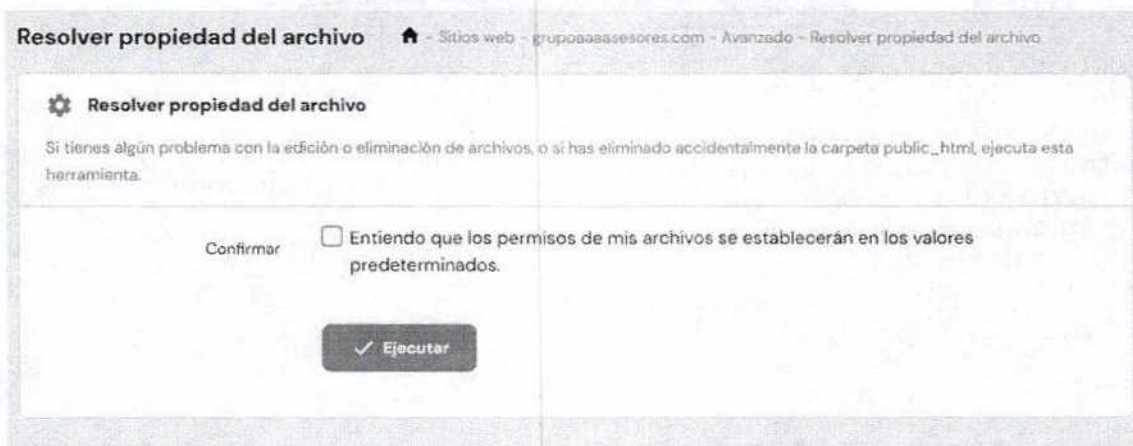 Resolver propiedad del archivo - Sitios web - grupoaaasesores.com - Avanzado - Resolver propiedad del archivo
Resolver propiedad del archivo
Si tienes algún problema con la edición o eliminación de archivos, o si has eliminado accidentalmente la carpeta public_html, ejecuta esta
herramienta.
Confirmar
Entiendo que los permisos de mis archivos se establecerán en los valores
predeterminados.
Ejecutar